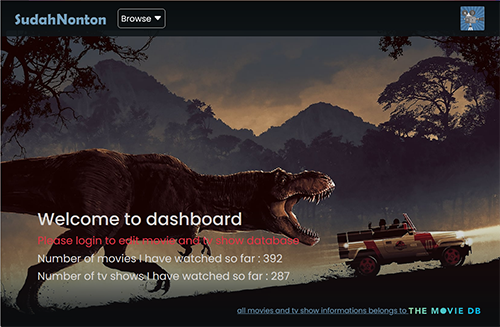 SudahNonton
Browse
Welcome to dashboard
Please login to edit movie and tv show database
Number of movies I have watched so far : 392
Number of tv shows I have watched so far : 287
all movies and tv show informations belongs to THE MOVIE DB